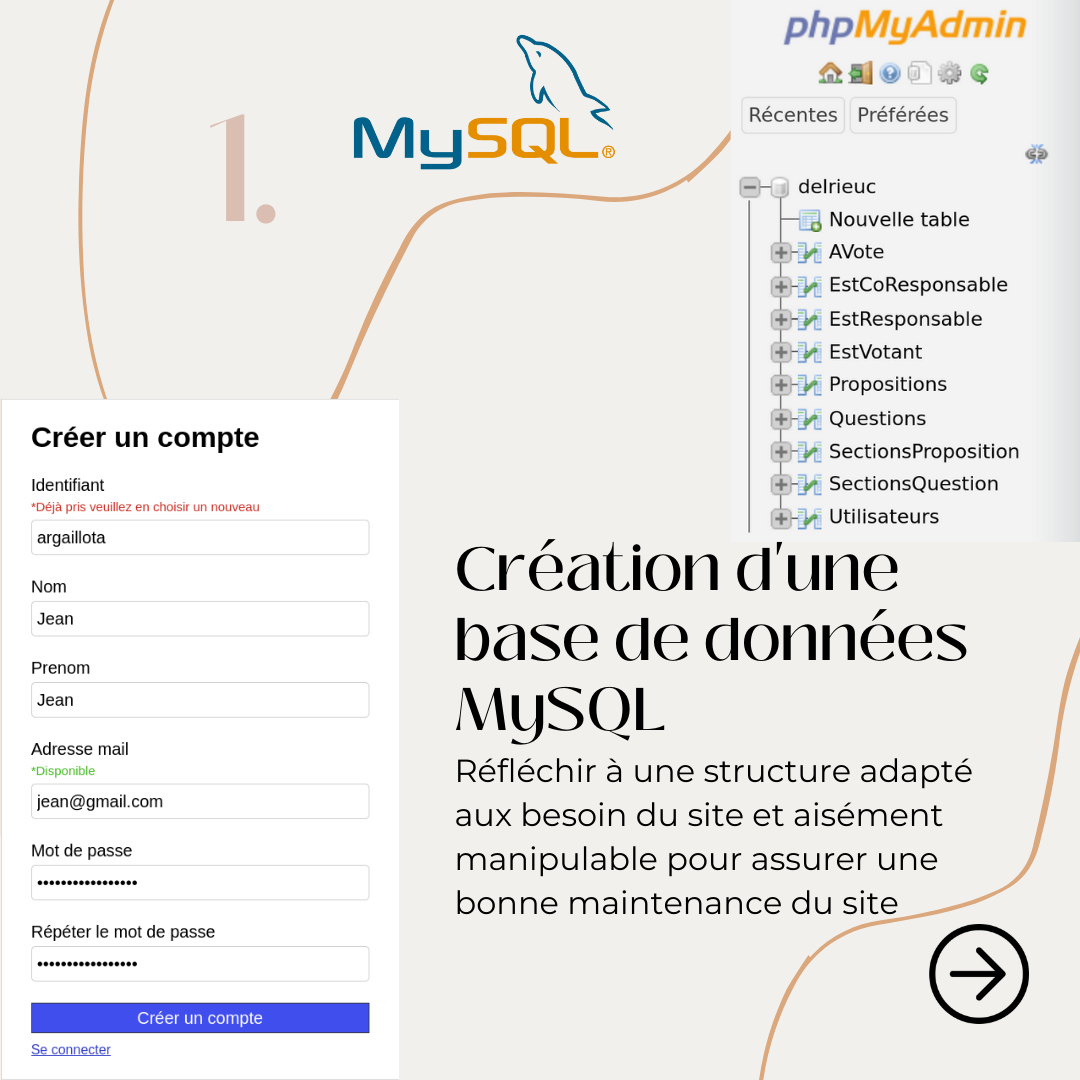 1.
MySQL®
phpMyAdmin
Récentes Préférées
delrieuc
Nouvelle table
AVote
EstCoResponsable
EstResponsable
EstVotant
Propositions
Questions
SectionsProposition
SectionsQuestion
Utilisateurs
Créer un compte
Identifiant
*Déjà pris veuillez en choisir un nouveau
argaillota
Nom
Jean
Prenom
Jean
Adresse mail
*Disponible
jean@gmail.com
Mot de passe
•••••••••••••••••
Répéter le mot de passe
•••••••••••••••••
Créer un compte
Se connecter
Création d'une
base de données
MySQL
Réfléchir à une structure adapté
aux besoin du site et aisément
manipulable pour assurer une
bonne maintenance du site